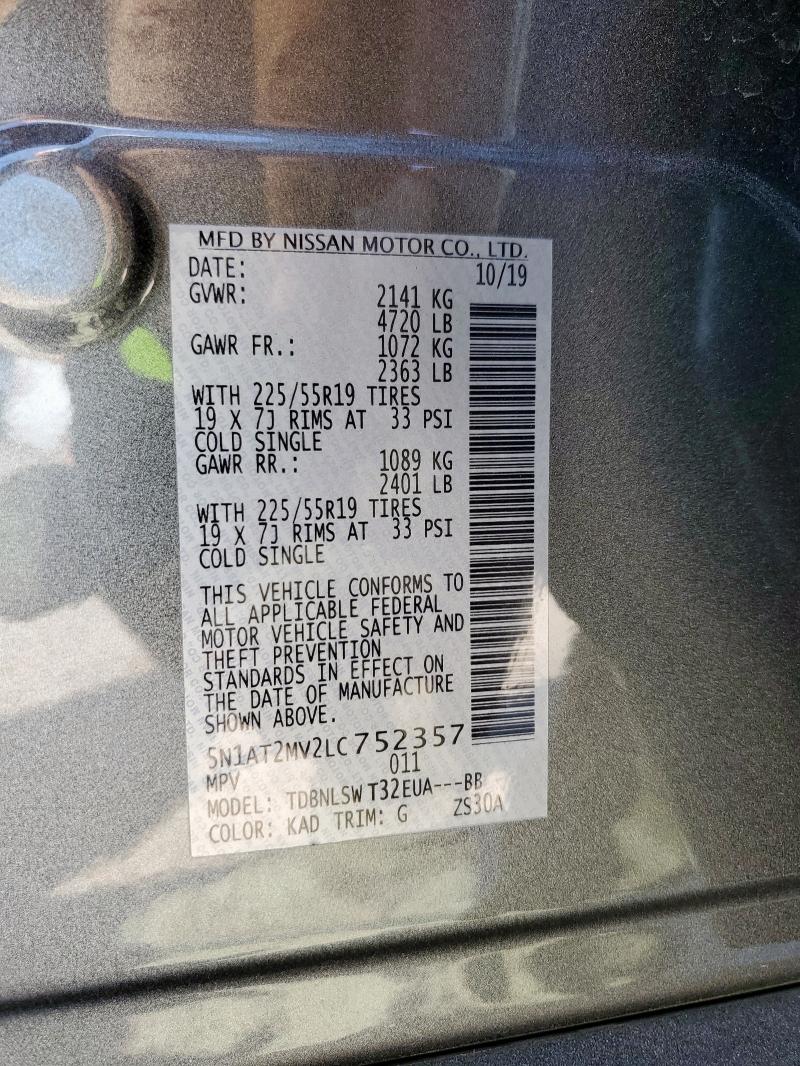 MFD BY NISSAN MOTOR CO., LTD.
DATE: 10/19
GVWR: 2141 KG
4720 LB
GAWR FR.: 1072 KG
2363 LB
WITH 225/55R19 TIRES
19 X 7J RIMS AT 33 PSI
COLD SINGLE
GAWR RR.: 1089 KG
2401 LB
WITH 225/55R19 TIRES
19 X 7J RIMS AT 33 PSI
COLD SINGLE
THIS VEHICLE CONFORMS TO
ALL APPLICABLE FEDERAL
MOTOR VEHICLE SAFETY AND
THEFT PREVENTION
STANDARDS IN EFFECT ON
THE DATE OF MANUFACTURE
SHOWN ABOVE.
5N1AT2MV2LC752357
MPV 011
MODEL: TDBNLSWT32EUA---BB
COLOR: KAD TRIM: G ZS30A